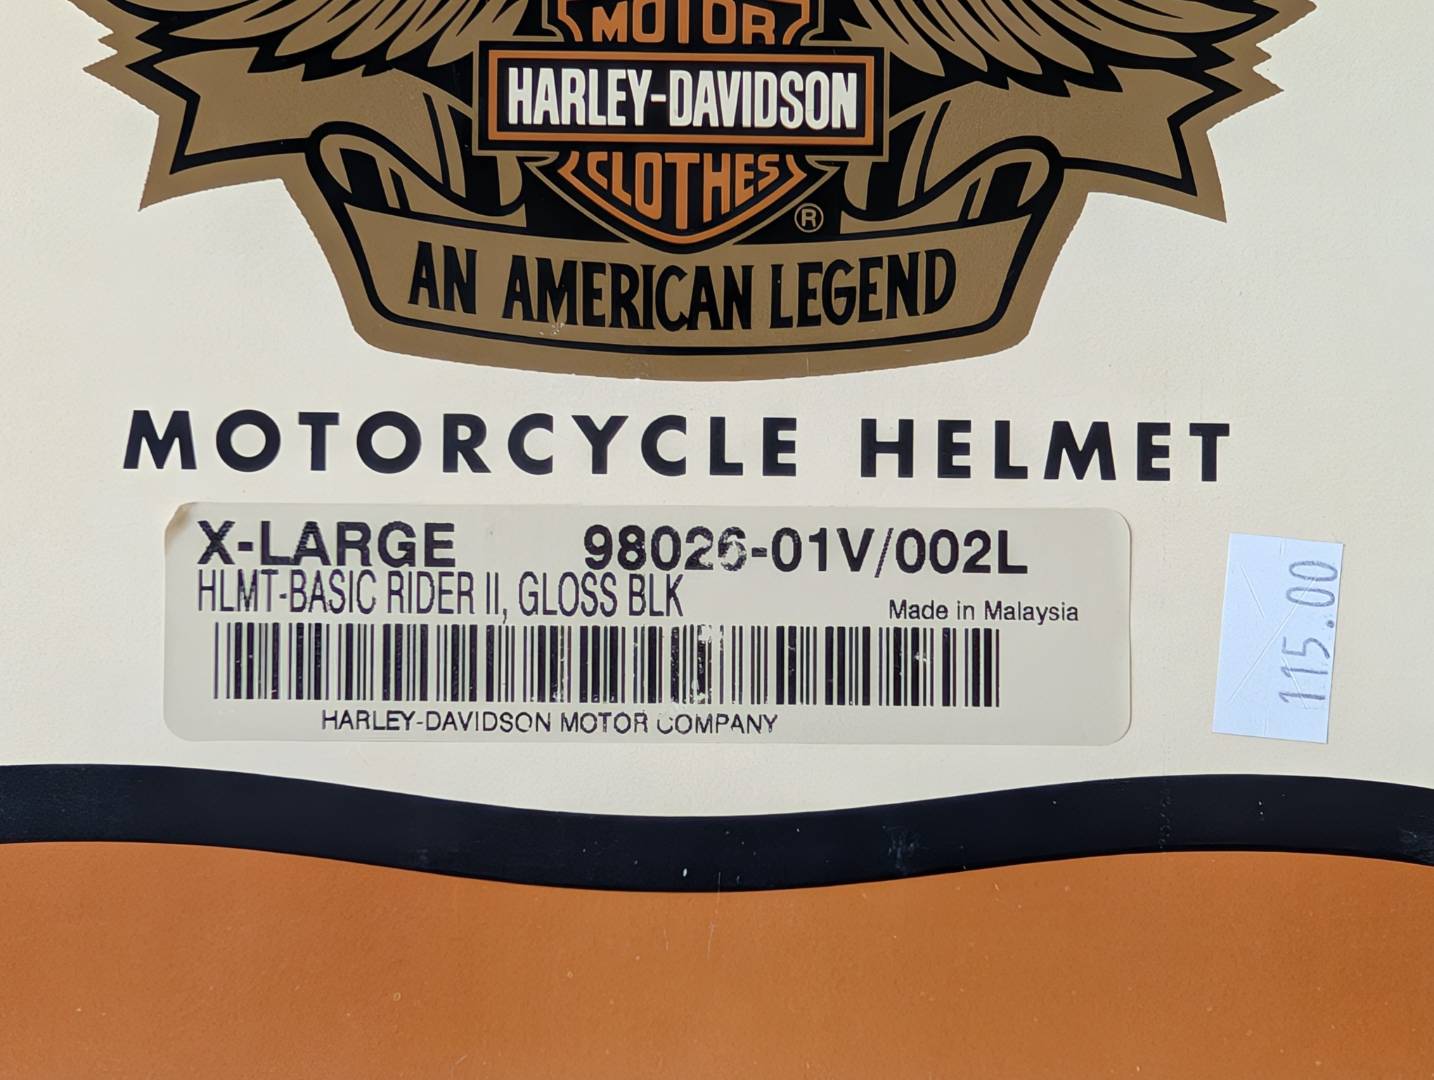 MOTOR
HARLEY-DAVIDSON
CLOTHES
®
AN AMERICAN LEGEND
MOTORCYCLE HELMET
X-LARGE 98026-01V/002L
HLMT-BASIC RIDER II, GLOSS BLK
Made in Malaysia
HARLEY-DAVIDSON MOTOR COMPANY
115.00